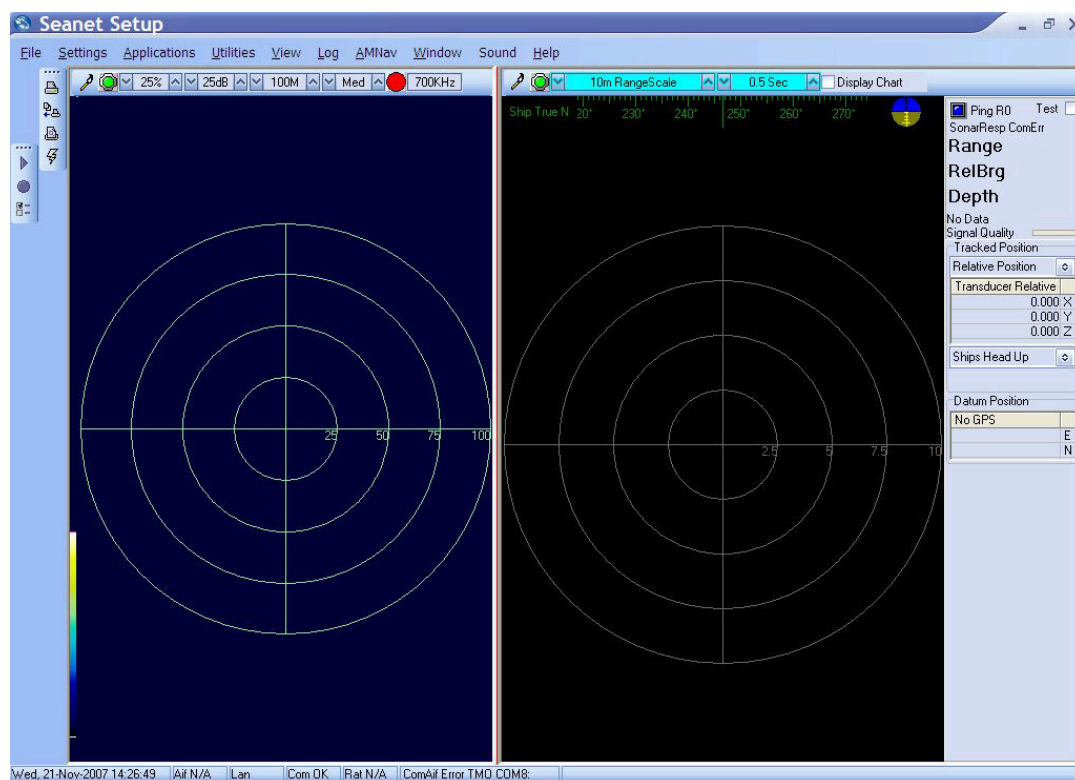 Seanet Setup
File Settings Applications Utilities View Log AMNav Window Sound Help
25% 25dB 100M Med 700KHz
10m RangeScale 0.5 Sec Display Chart
Ship True N 20° 230° 240° 250° 260° 270°
Ping R0 Test
SonarResp ComErr
Range
RelBrg
Depth
No Data
Signal Quality
Tracked Position
Relative Position
Transducer Relative
0.000 X
0.000 Y
0.000 Z
Ships Head Up
Datum Position
No GPS
E
N
25 50 75 100
2.5 5 7.5 10
Wed, 21-Nov-2007 14:26:49 Aif N/A Lan Com OK Rat N/A ComAif Error TMO COM8: